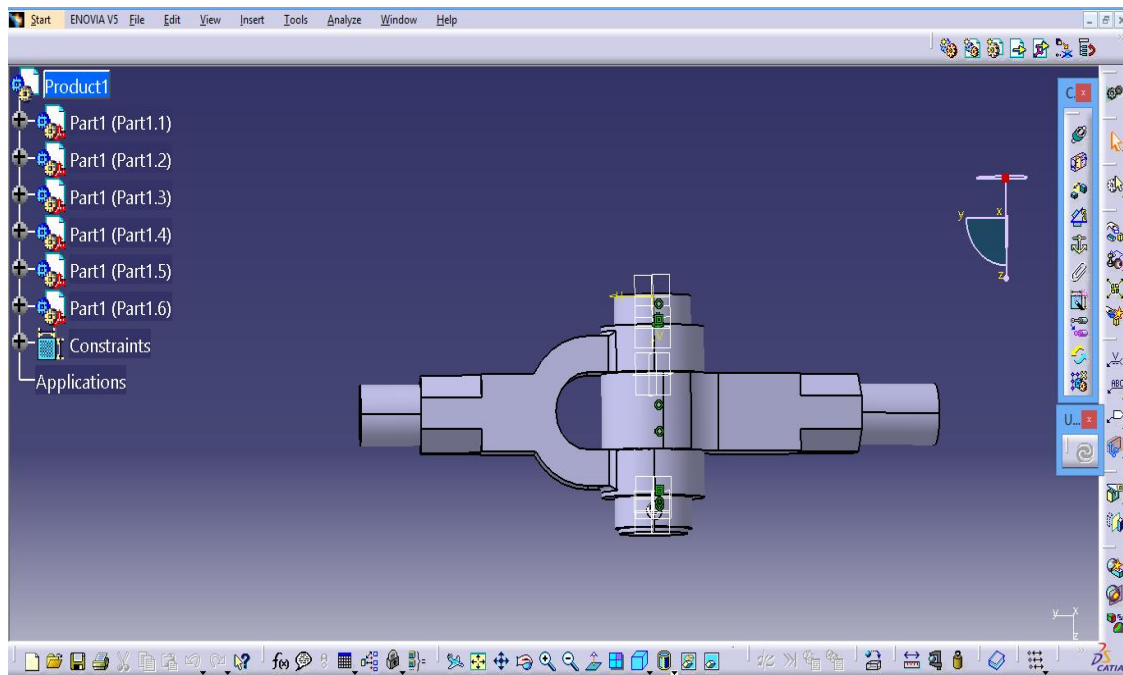 Start ENOVIA V5 File Edit View Insert Tools Analyze Window Help
Product1
Part1 (Part1.1)
Part1 (Part1.2)
Part1 (Part1.3)
Part1 (Part1.4)
Part1 (Part1.5)
Part1 (Part1.6)
Constraints
Applications
C...
U...
y x
z
ABC
y x
z
f(x)
CATIA